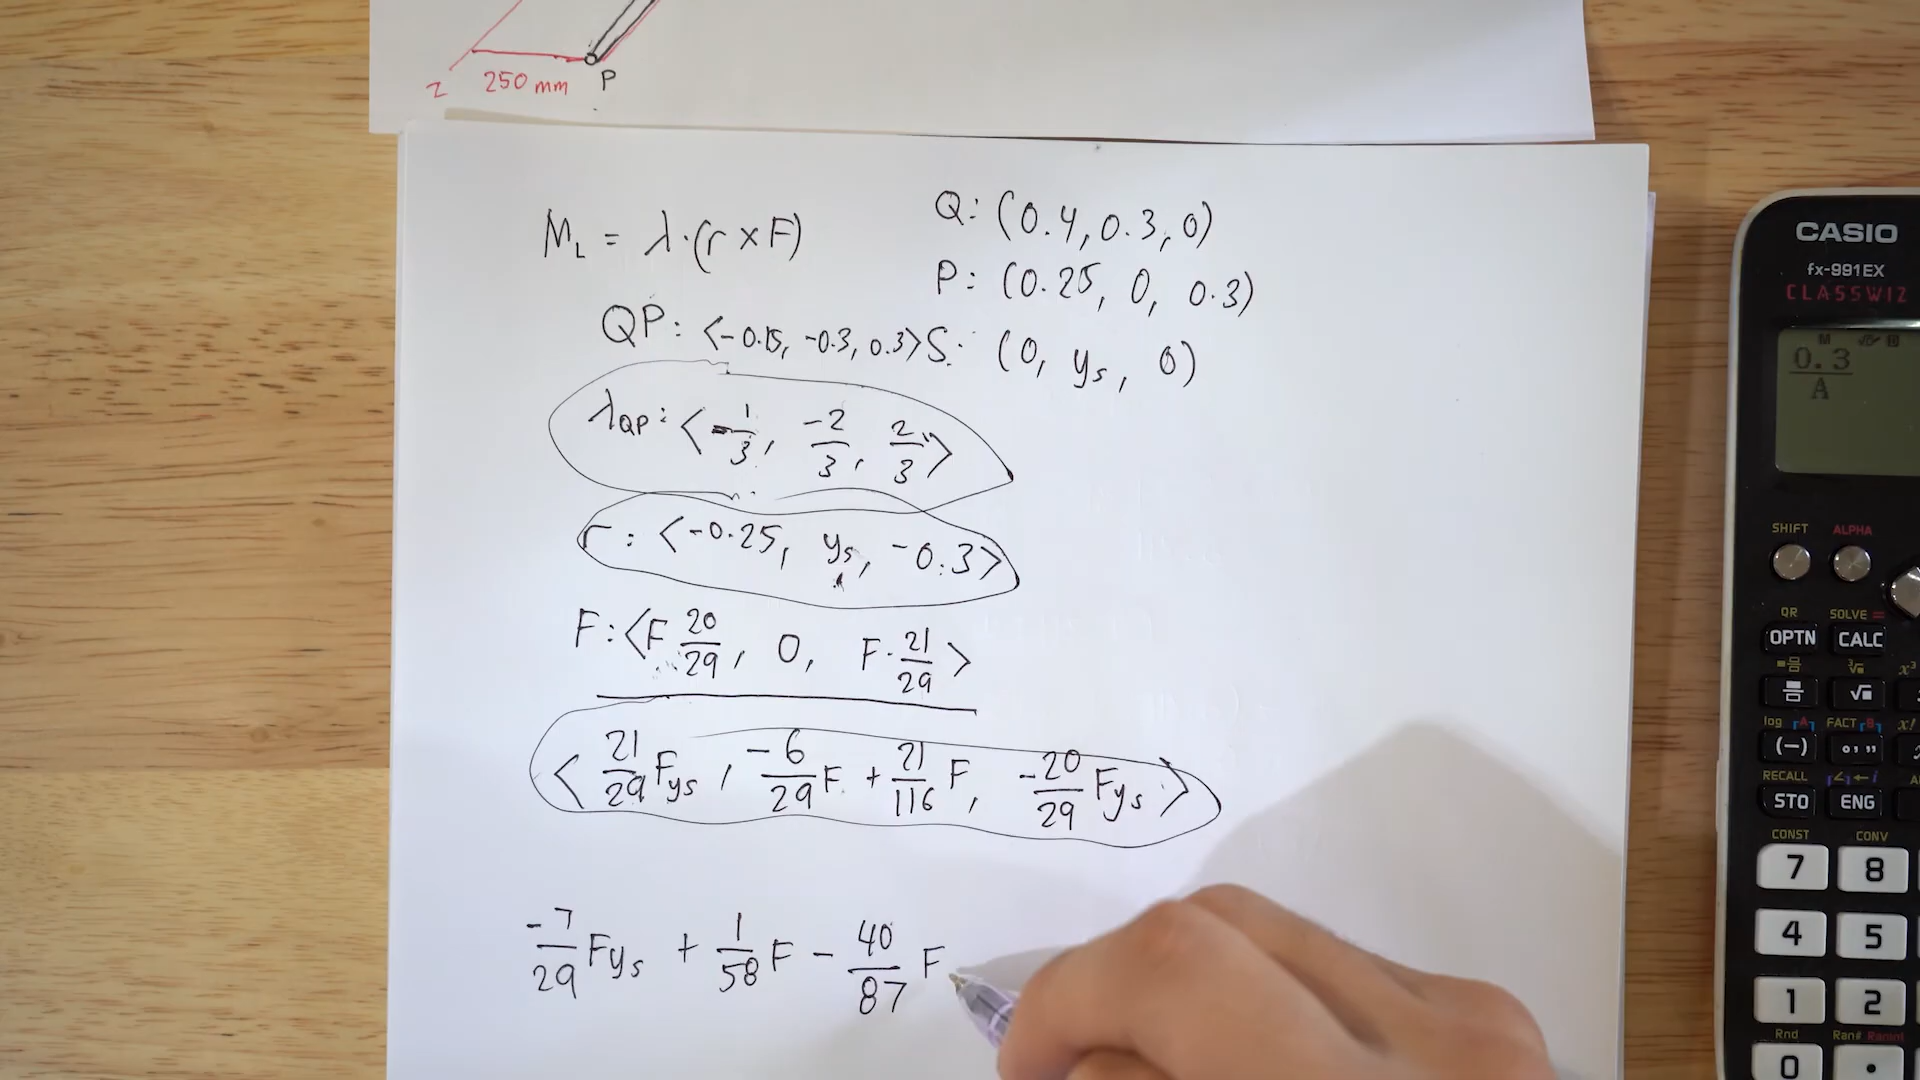 z 250 mm P
M_L = λ·(r × F)
Q: (0.4, 0.3, 0)
P: (0.25, 0, 0.3)
QP: <-0.15, -0.3, 0.3>
S: (0, y_s, 0)
λ_QP: <-1/3, -2/3, 2/3>
r: <-0.25, y_s, -0.3>
F: <F 20/29, 0, F·21/29>
<21/29 Fy_s, -6/29 F + 21/116 F, -20/29 Fy_s>
-7/29 Fy_s + 1/58 F - 40/87 F
CASIO
fx-991EX
CLASSWIZ
M
0.3/A
SHIFT ALPHA
QR SOLVE =
OPTN CALC
log [A] FACT [B] x!
(−) ° ' "
RECALL ∠ ← i
STO ENG
CONST CONV
7 8
4 5
1 2
Rnd Ran# RanInt
0 •